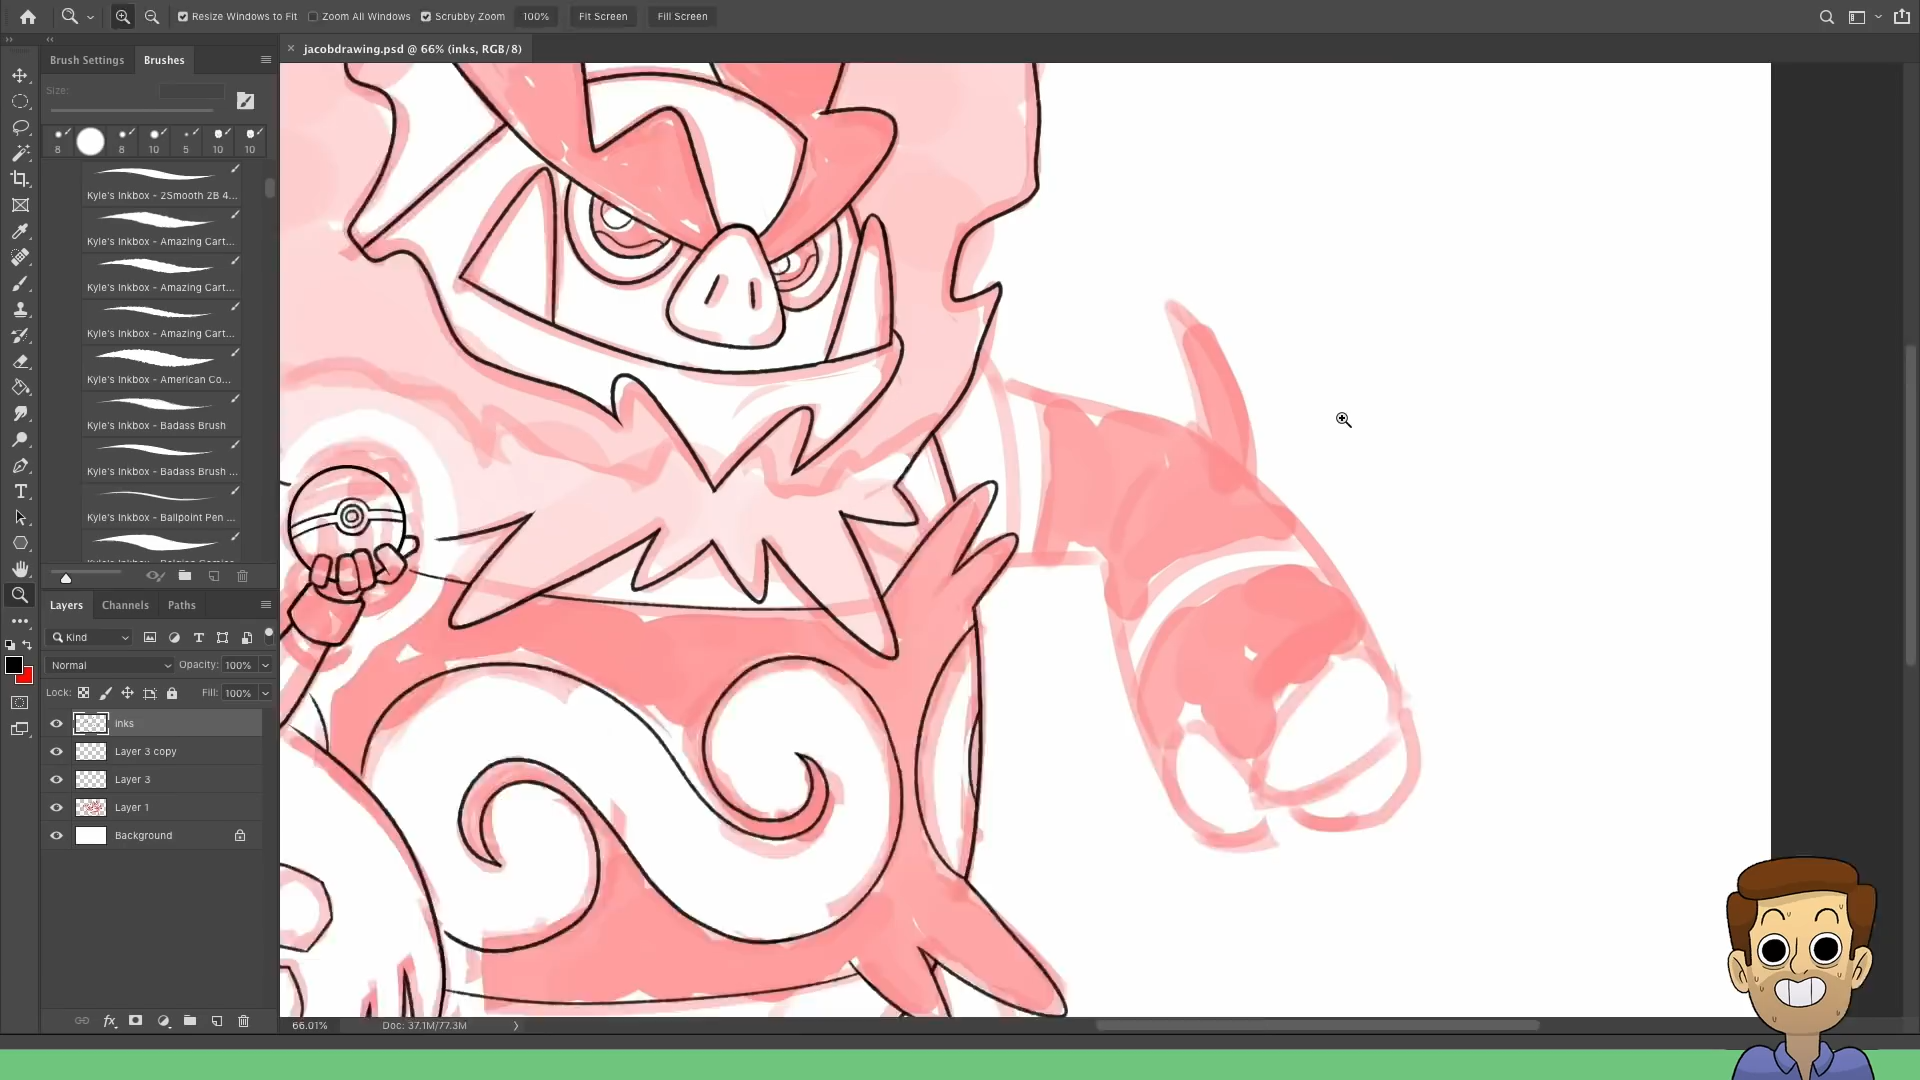 Resize Windows to Fit Zoom All Windows Scrubby Zoom 100% Fit Screen Fill Screen
jacobdrawing.psd @ 66% (inks, RGB/8)
Brush Settings Brushes
Size:
8 8 10 5 10 10
Kyle's Inkbox - 2Smooth 2B 4...
Kyle's Inkbox - Amazing Cart...
Kyle's Inkbox - Amazing Cart...
Kyle's Inkbox - Amazing Cart...
Kyle's Inkbox - American Co...
Kyle's Inkbox - Badass Brush
Kyle's Inkbox - Badass Brush ...
Kyle's Inkbox - Ballpoint Pen ...
Layers Channels Paths
Kind
Normal Opacity: 100%
Lock: Fill: 100%
inks
Layer 3 copy
Layer 3
Layer 1
Background
66.01% Doc: 37.1M/77.3M